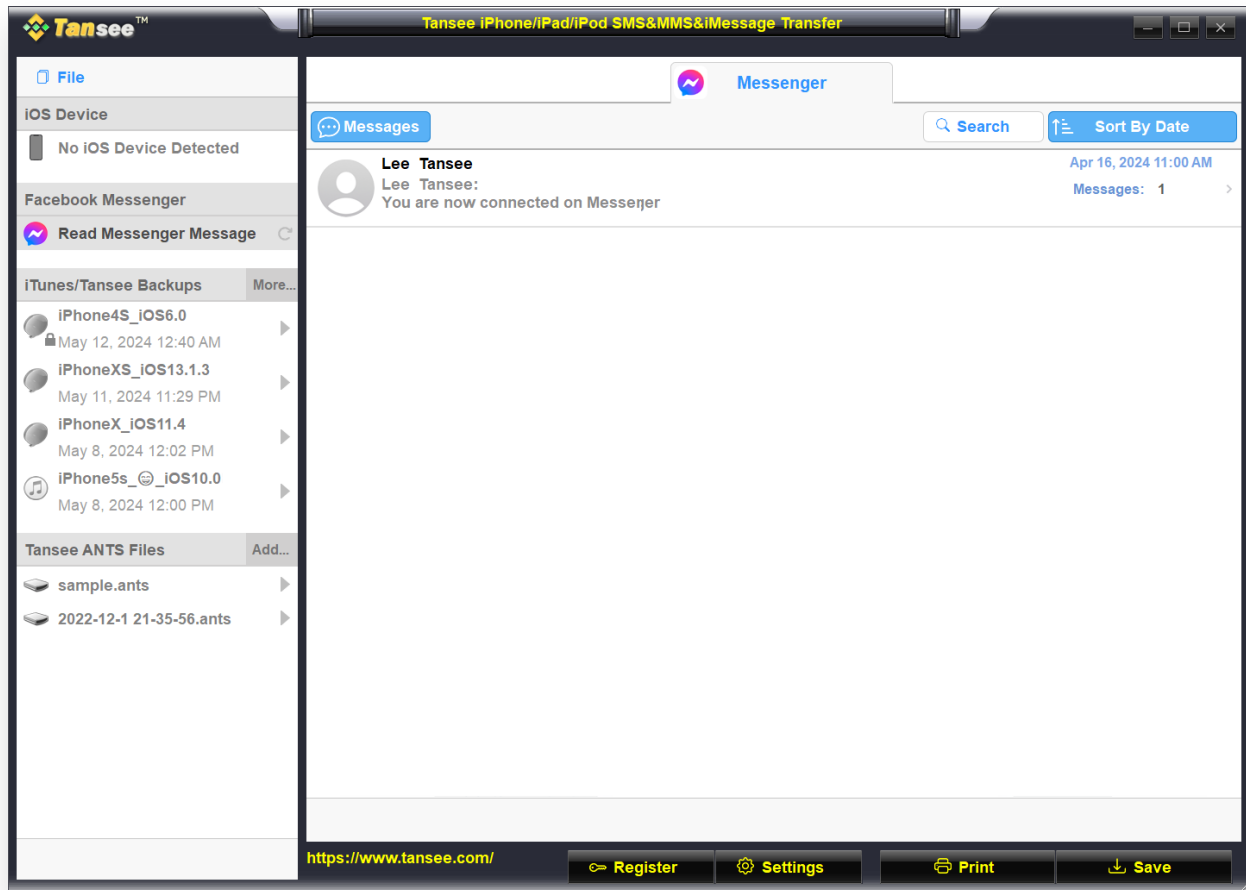 Tansee™
Tansee iPhone/iPad/iPod SMS&MMS&iMessage Transfer
File
iOS Device
No iOS Device Detected
Facebook Messenger
Read Messenger Message
iTunes/Tansee Backups
More...
iPhone4S_iOS6.0
May 12, 2024 12:40 AM
iPhoneXS_iOS13.1.3
May 11, 2024 11:29 PM
iPhoneX_iOS11.4
May 8, 2024 12:02 PM
iPhone5s_😄_iOS10.0
May 8, 2024 12:00 PM
Tansee ANTS Files
Add...
sample.ants
2022-12-1 21-35-56.ants
Messenger
Messages
Search
Sort By Date
Lee Tansee
Apr 16, 2024 11:00 AM
Lee Tansee:
Messages: 1
You are now connected on Messeŋer
https://www.tansee.com/
Register
Settings
Print
Save